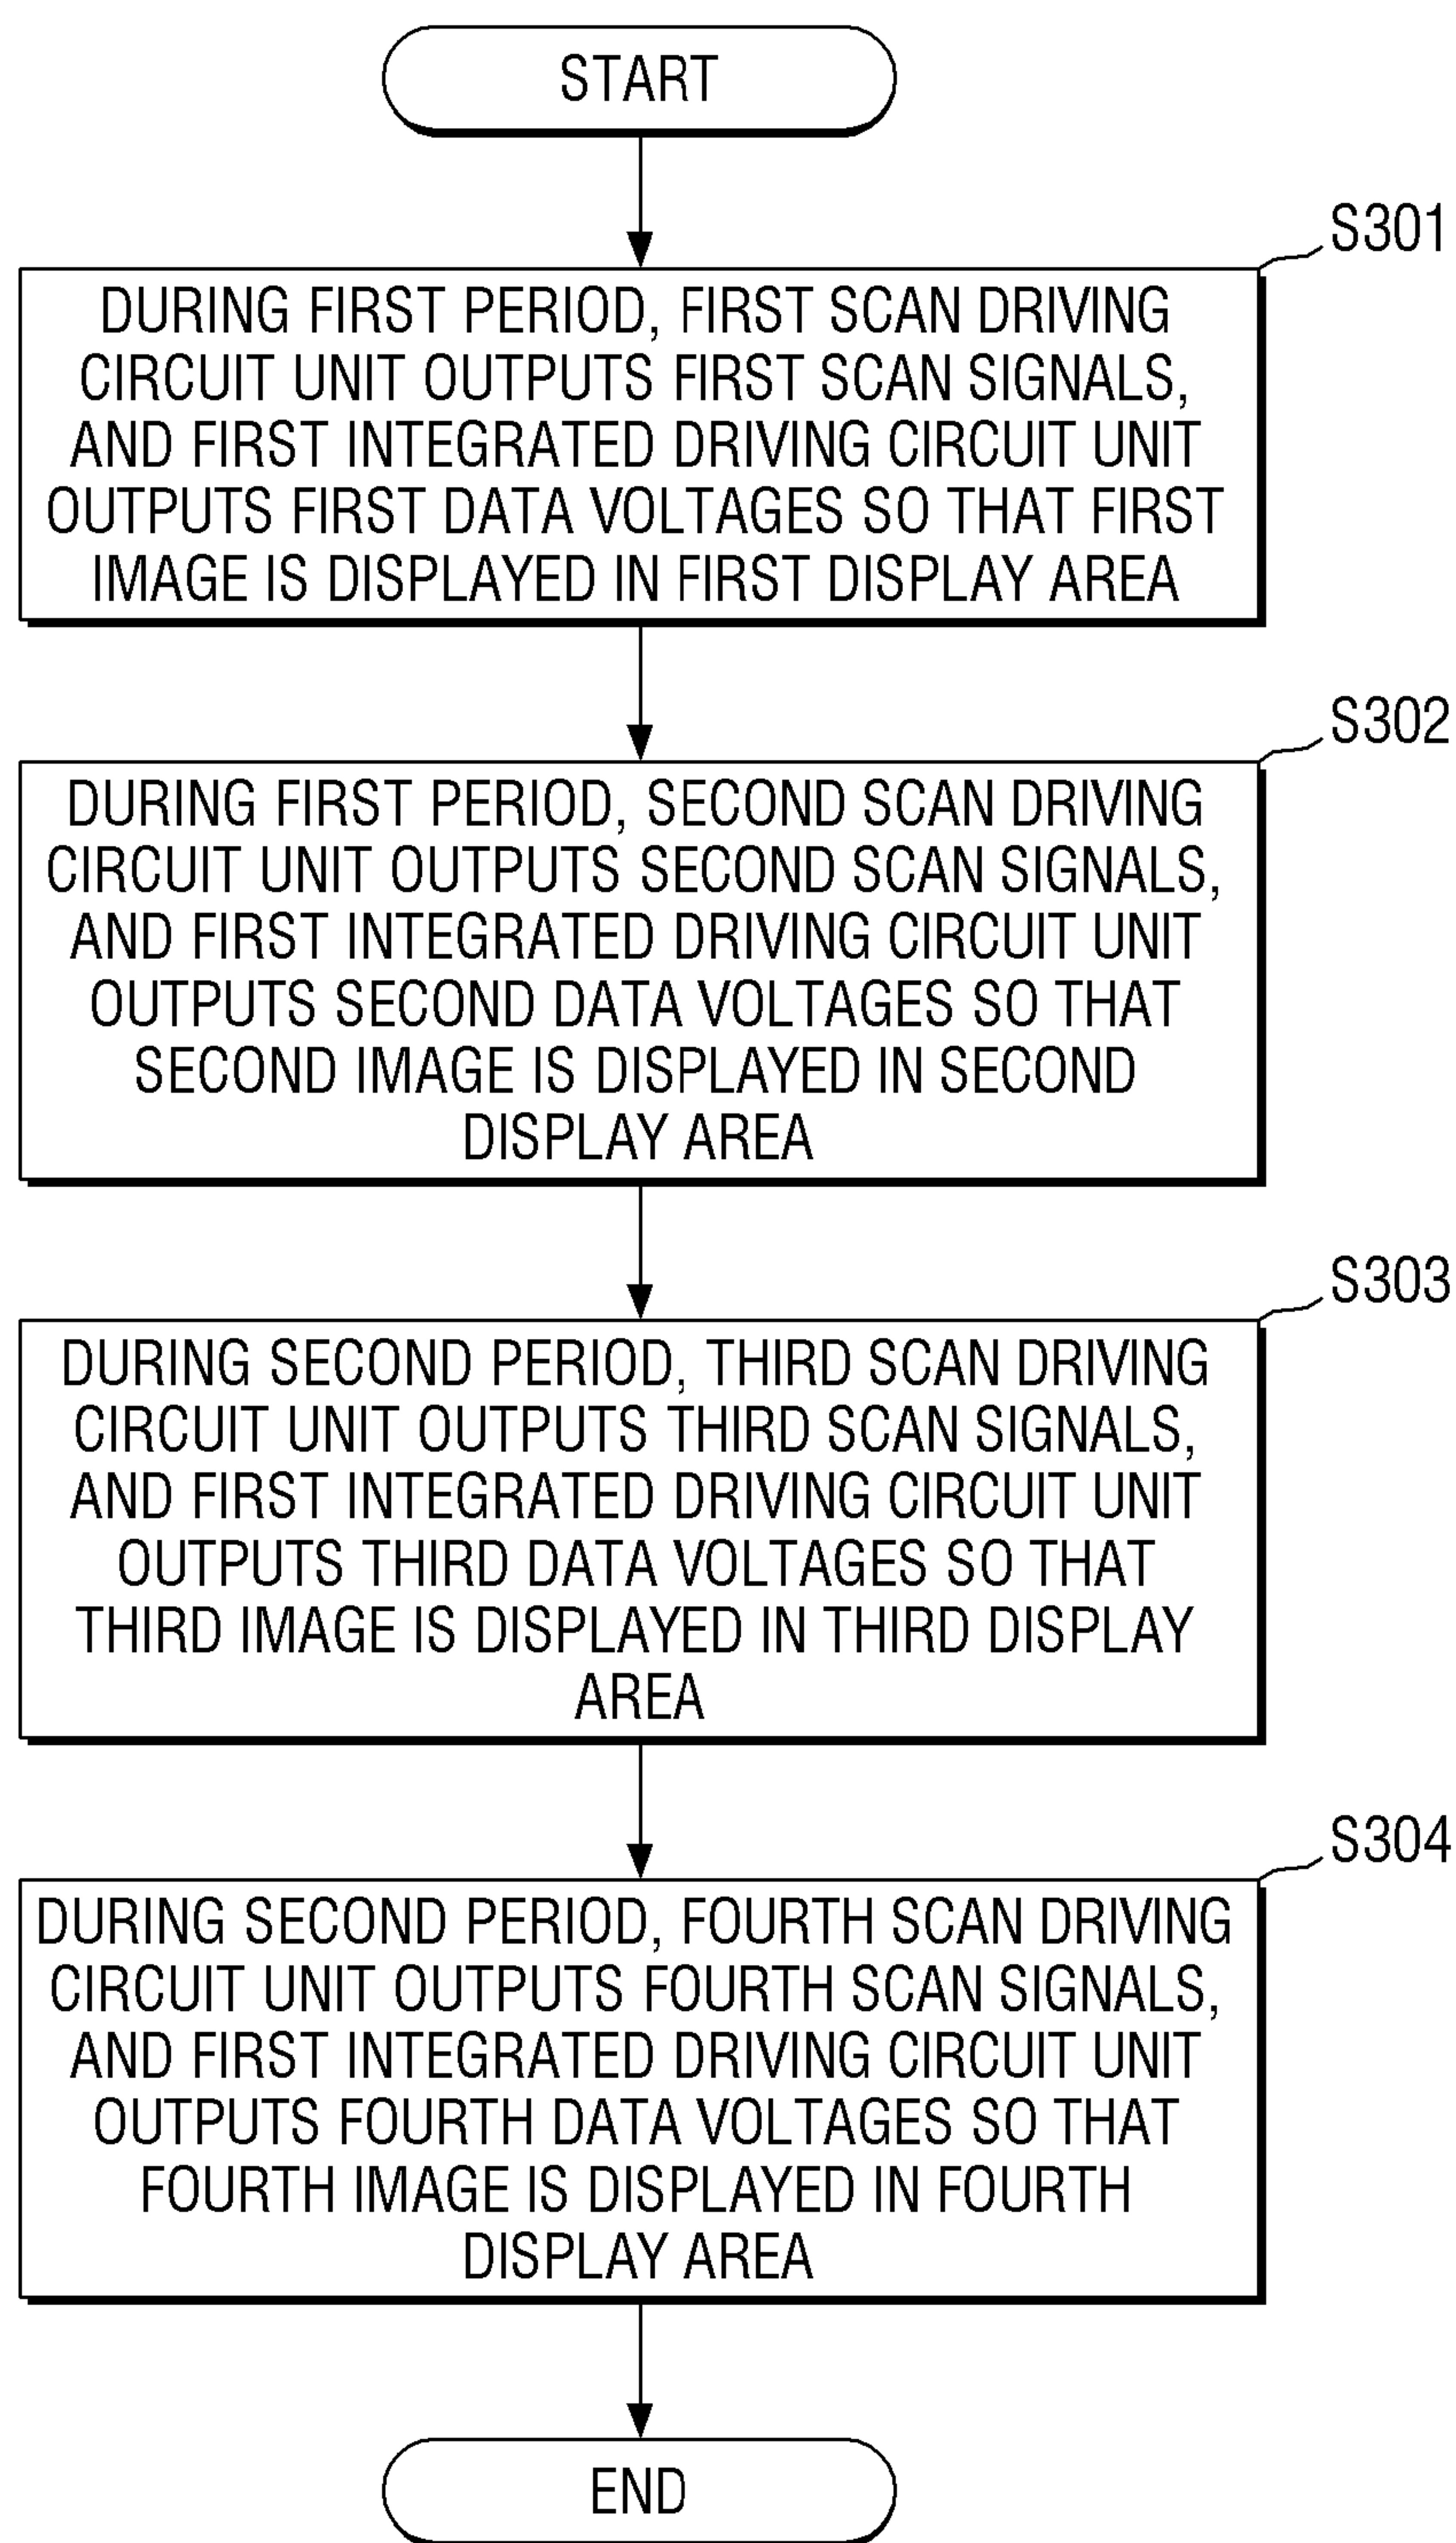 START
S301
DURING FIRST PERIOD, FIRST SCAN DRIVING
CIRCUIT UNIT OUTPUTS FIRST SCAN SIGNALS,
AND FIRST INTEGRATED DRIVING CIRCUIT UNIT
OUTPUTS FIRST DATA VOLTAGES SO THAT FIRST
IMAGE IS DISPLAYED IN FIRST DISPLAY AREA
S302
DURING FIRST PERIOD, SECOND SCAN DRIVING
CIRCUIT UNIT OUTPUTS SECOND SCAN SIGNALS,
AND FIRST INTEGRATED DRIVING CIRCUIT UNIT
OUTPUTS SECOND DATA VOLTAGES SO THAT
SECOND IMAGE IS DISPLAYED IN SECOND
DISPLAY AREA
S303
DURING SECOND PERIOD, THIRD SCAN DRIVING
CIRCUIT UNIT OUTPUTS THIRD SCAN SIGNALS,
AND FIRST INTEGRATED DRIVING CIRCUIT UNIT
OUTPUTS THIRD DATA VOLTAGES SO THAT
THIRD IMAGE IS DISPLAYED IN THIRD DISPLAY
AREA
S304
DURING SECOND PERIOD, FOURTH SCAN DRIVING
CIRCUIT UNIT OUTPUTS FOURTH SCAN SIGNALS,
AND FIRST INTEGRATED DRIVING CIRCUIT UNIT
OUTPUTS FOURTH DATA VOLTAGES SO THAT
FOURTH IMAGE IS DISPLAYED IN FOURTH
DISPLAY AREA
END